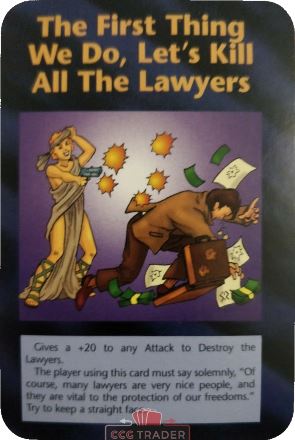 The First Thing
We Do, Let's Kill
All The Lawyers
Gives a +20 to any Attack to Destroy the
Lawyers.
The player using this card must say solemnly, "Of
course, many lawyers are very nice people, and
they are vital to the protection of our freedoms."
Try to keep a straight
CCG TRADER